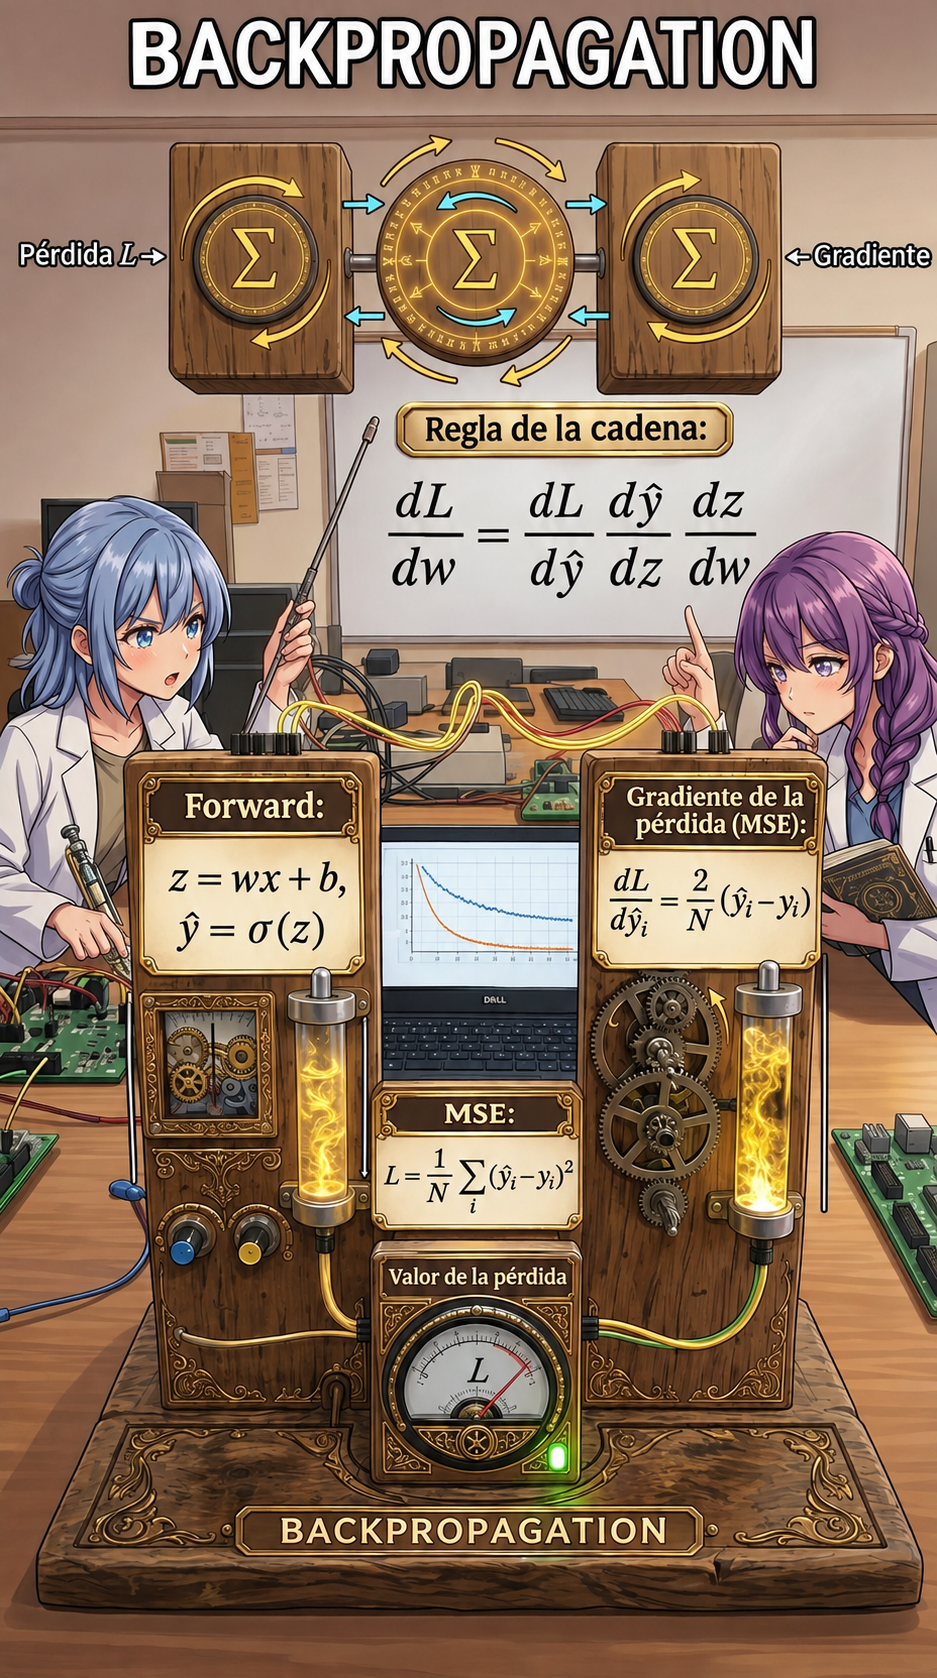 BACKPROPAGATION
Σ
Σ
Σ
Pérdida L→
←Gradiente
Regla de la cadena:
dL/dw = dL/dŷ dŷ/dz dz/dw
Forward:
z = wx + b,
ŷ = σ(z)
Gradiente de la
pérdida (MSE):
dL/dŷᵢ = 2/N (ŷᵢ − yᵢ)
DELL
MSE:
L = 1/N ∑ᵢ (ŷᵢ − yᵢ)²
Valor de la pérdida
L
BACKPROPAGATION